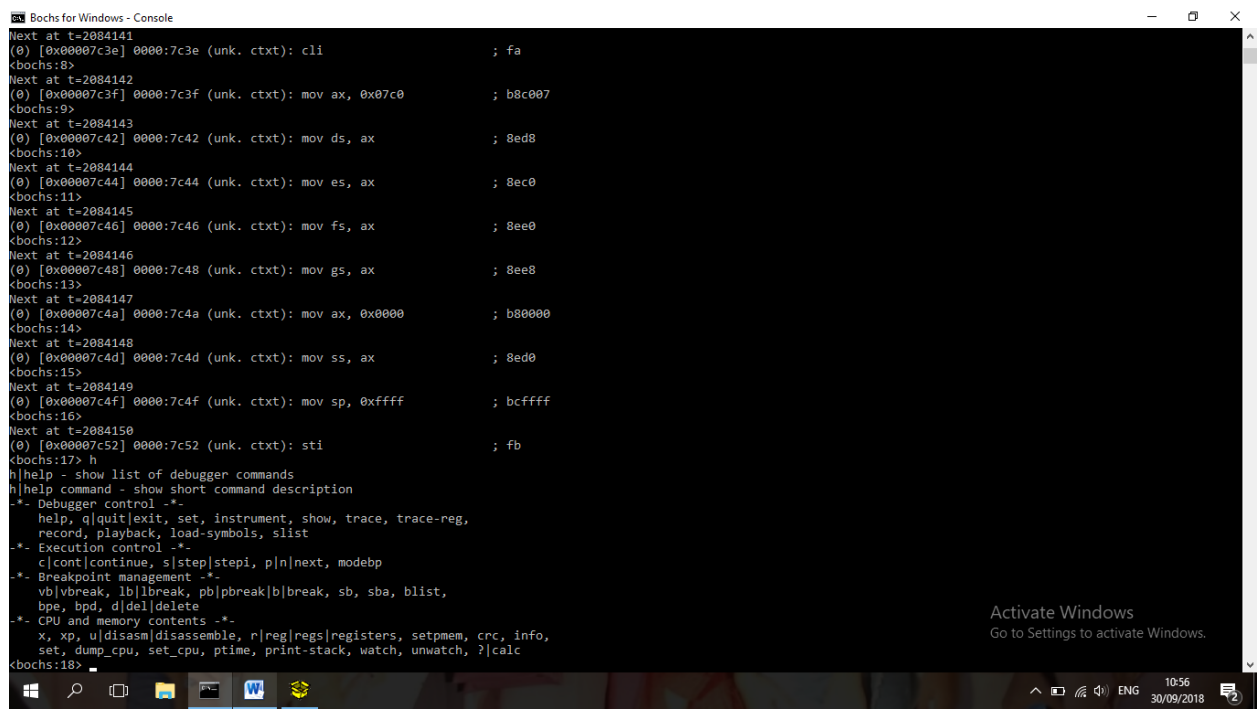 Bochs for Windows - Console
Next at t=2084141
(0) [0x00007c3e] 0000:7c3e (unk. ctxt): cli ; fa
<bochs:8>
Next at t=2084142
(0) [0x00007c3f] 0000:7c3f (unk. ctxt): mov ax, 0x07c0 ; b8c007
<bochs:9>
Next at t=2084143
(0) [0x00007c42] 0000:7c42 (unk. ctxt): mov ds, ax ; 8ed8
<bochs:10>
Next at t=2084144
(0) [0x00007c44] 0000:7c44 (unk. ctxt): mov es, ax ; 8ec0
<bochs:11>
Next at t=2084145
(0) [0x00007c46] 0000:7c46 (unk. ctxt): mov fs, ax ; 8ee0
<bochs:12>
Next at t=2084146
(0) [0x00007c48] 0000:7c48 (unk. ctxt): mov gs, ax ; 8ee8
<bochs:13>
Next at t=2084147
(0) [0x00007c4a] 0000:7c4a (unk. ctxt): mov ax, 0x0000 ; b80000
<bochs:14>
Next at t=2084148
(0) [0x00007c4d] 0000:7c4d (unk. ctxt): mov ss, ax ; 8ed0
<bochs:15>
Next at t=2084149
(0) [0x00007c4f] 0000:7c4f (unk. ctxt): mov sp, 0xffff ; bcffff
<bochs:16>
Next at t=2084150
(0) [0x00007c52] 0000:7c52 (unk. ctxt): sti ; fb
<bochs:17> h
h|help - show list of debugger commands
h|help command - show short command description
-*- Debugger control -*-
help, q|quit|exit, set, instrument, show, trace, trace-reg,
record, playback, load-symbols, slist
-*- Execution control -*-
c|cont|continue, s|step|stepi, p|n|next, modebp
-*- Breakpoint management -*-
vb|vbreak, lb|lbreak, pb|pbreak|b|break, sb, sba, blist,
bpe, bpd, d|del|delete
-*- CPU and memory contents -*-
x, xp, u|disasm|disassemble, r|reg|regs|registers, setpmem, crc, info,
set, dump_cpu, set_cpu, ptime, print-stack, watch, unwatch, ?|calc
<bochs:18>
Activate Windows
Go to Settings to activate Windows.
ENG
10:56
30/09/2018
2